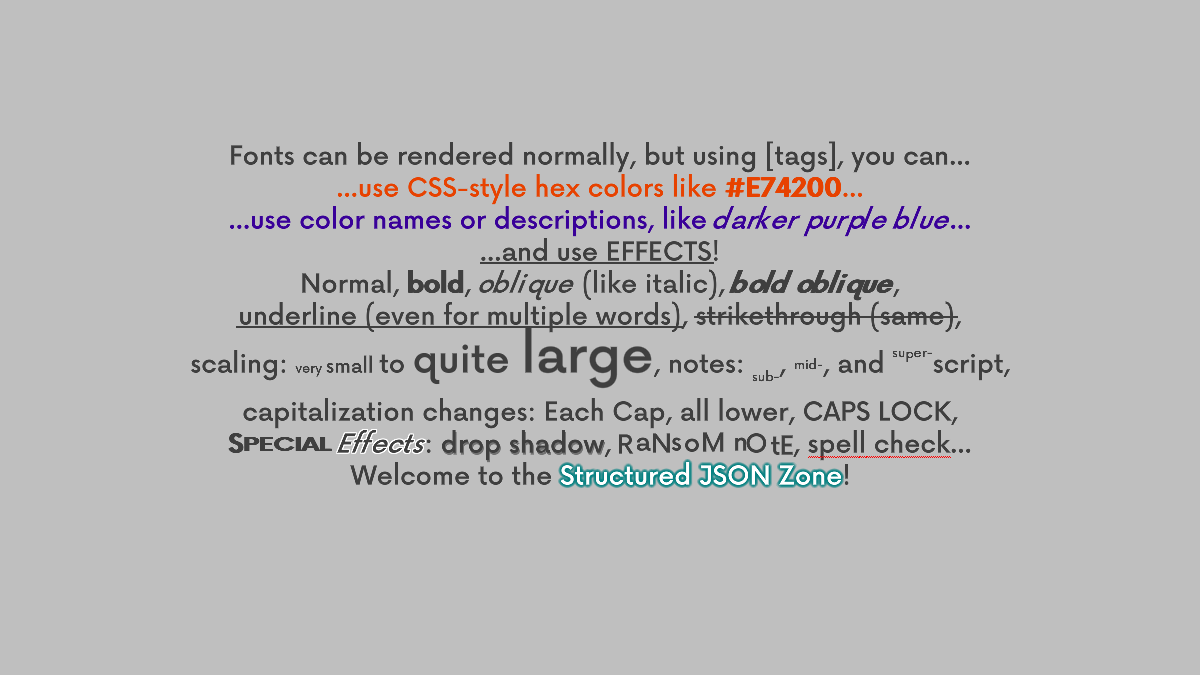 Fonts can be rendered normally, but using [tags], you can...
...use CSS-style hex colors like #E74200...
...use color names or descriptions, like darker purple blue...
...and use EFFECTS!
Normal, bold, oblique (like italic), bold oblique,
underline (even for multiple words), strikethrough (same),
scaling: very small to quite large, notes: sub-, mid-, and super-script,
capitalization changes: Each Cap, all lower, CAPS LOCK,
SPECIAL Effects: drop shadow, RaNsoM nOtE, spell check...
Welcome to the Structured JSON Zone!